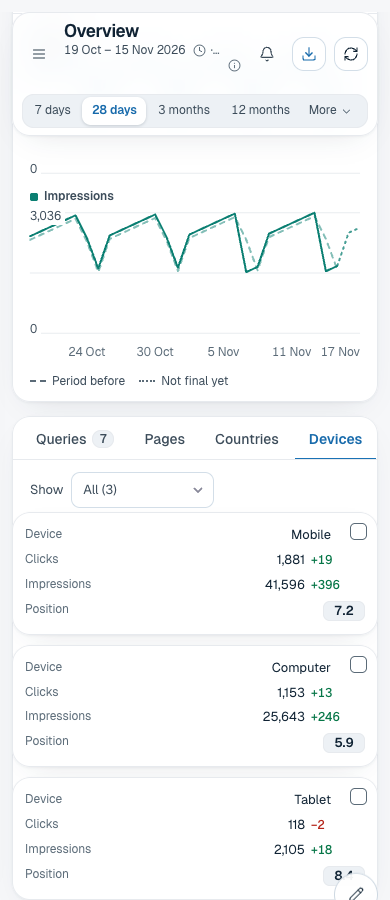 Overview
19 Oct – 15 Nov 2026 ·...
7 days 28 days 3 months 12 months More
0
Impressions
3,036
0
24 Oct 30 Oct 5 Nov 11 Nov 17 Nov
Period before Not final yet
Queries 7 Pages Countries Devices
Show All (3)
Device Mobile
Clicks 1,881 +19
Impressions 41,596 +396
Position 7.2
Device Computer
Clicks 1,153 +13
Impressions 25,643 +246
Position 5.9
Device Tablet
Clicks 118 −2
Impressions 2,105 +18
Position